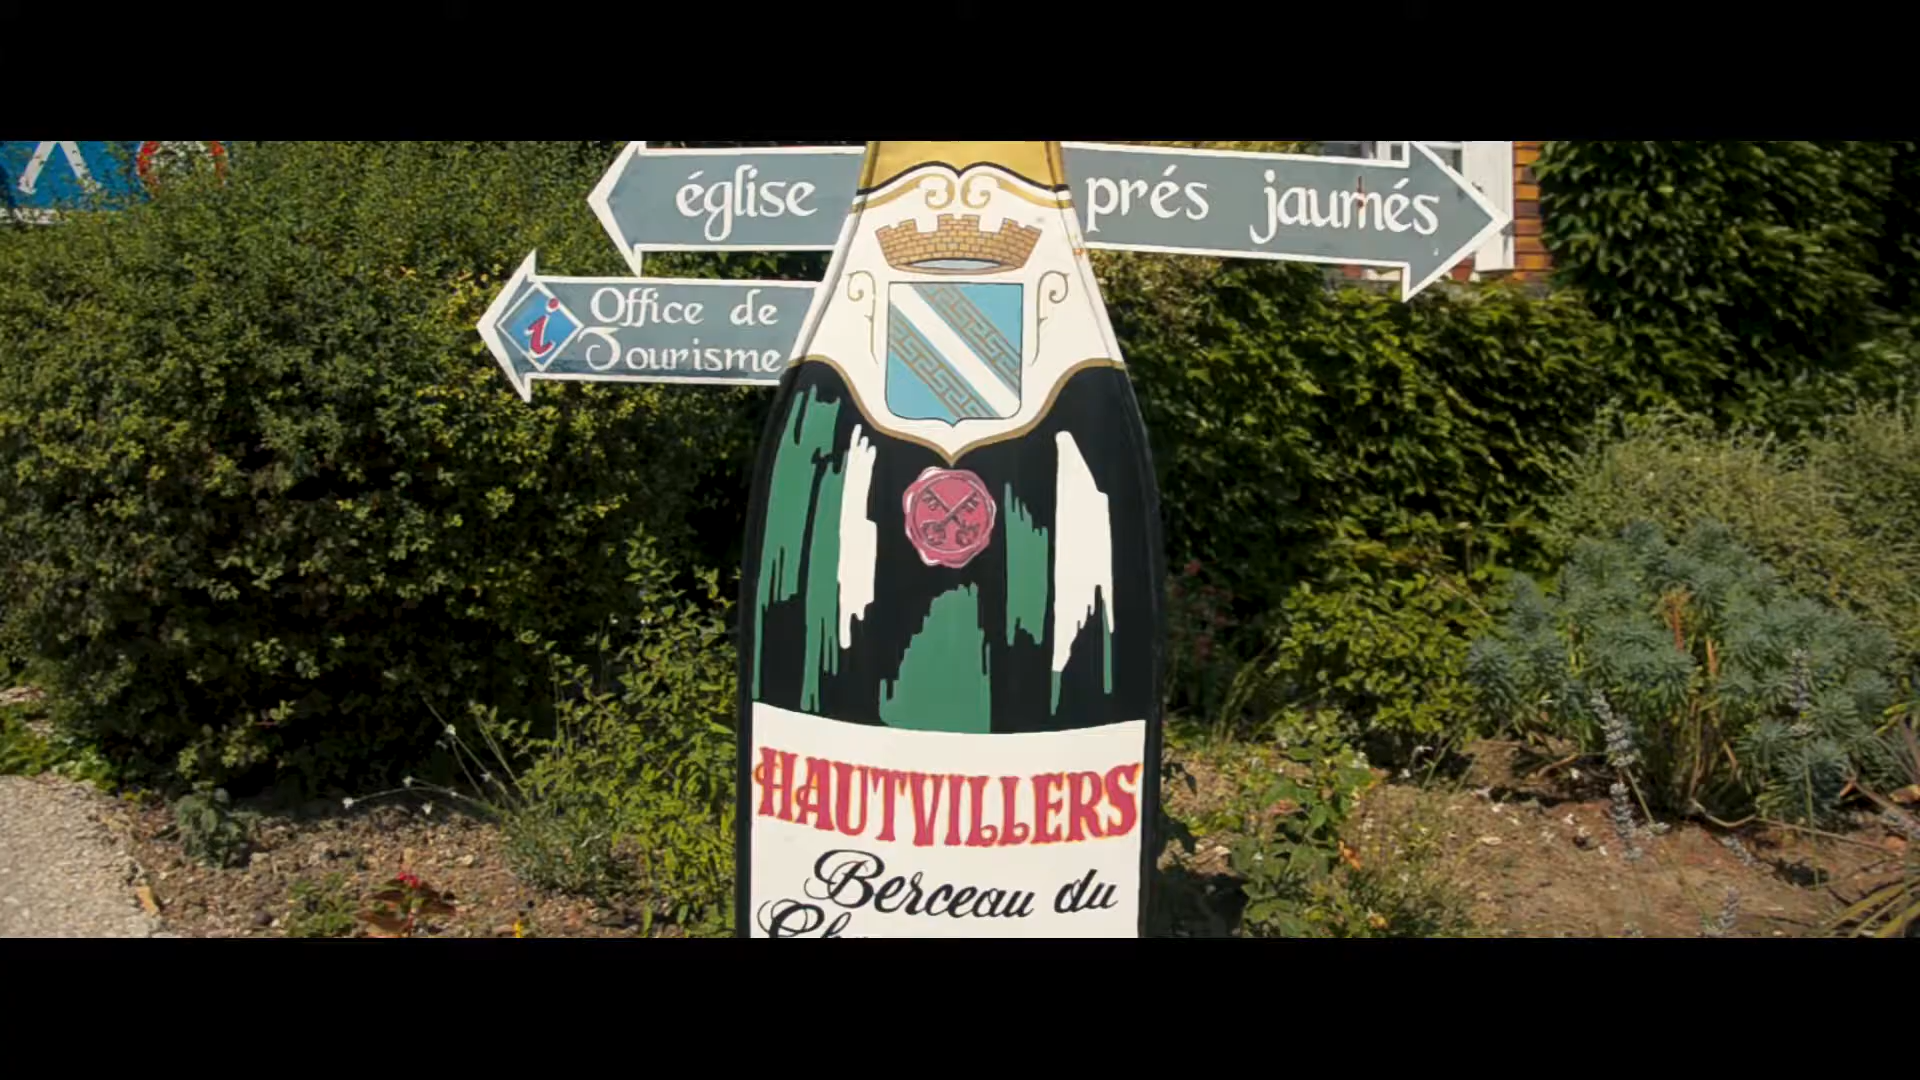 église
prés jaumés
i Office de
Tourisme
HAUTVILLERS
Berceau du